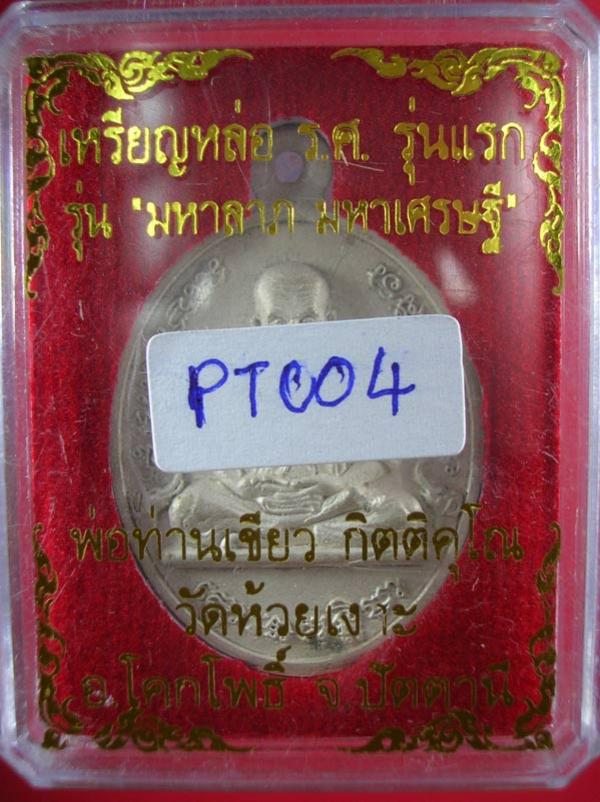 เหรียญหล่อ ร.ศ. รุ่นแรก
รุ่น "มหาลาภ มหาเศรษฐี"
PT004
พ่อท่านเขียว กิตติคุโณ
วัดห้วยเงาะ
อ.โคกโพธิ์ จ.ปัตตานี